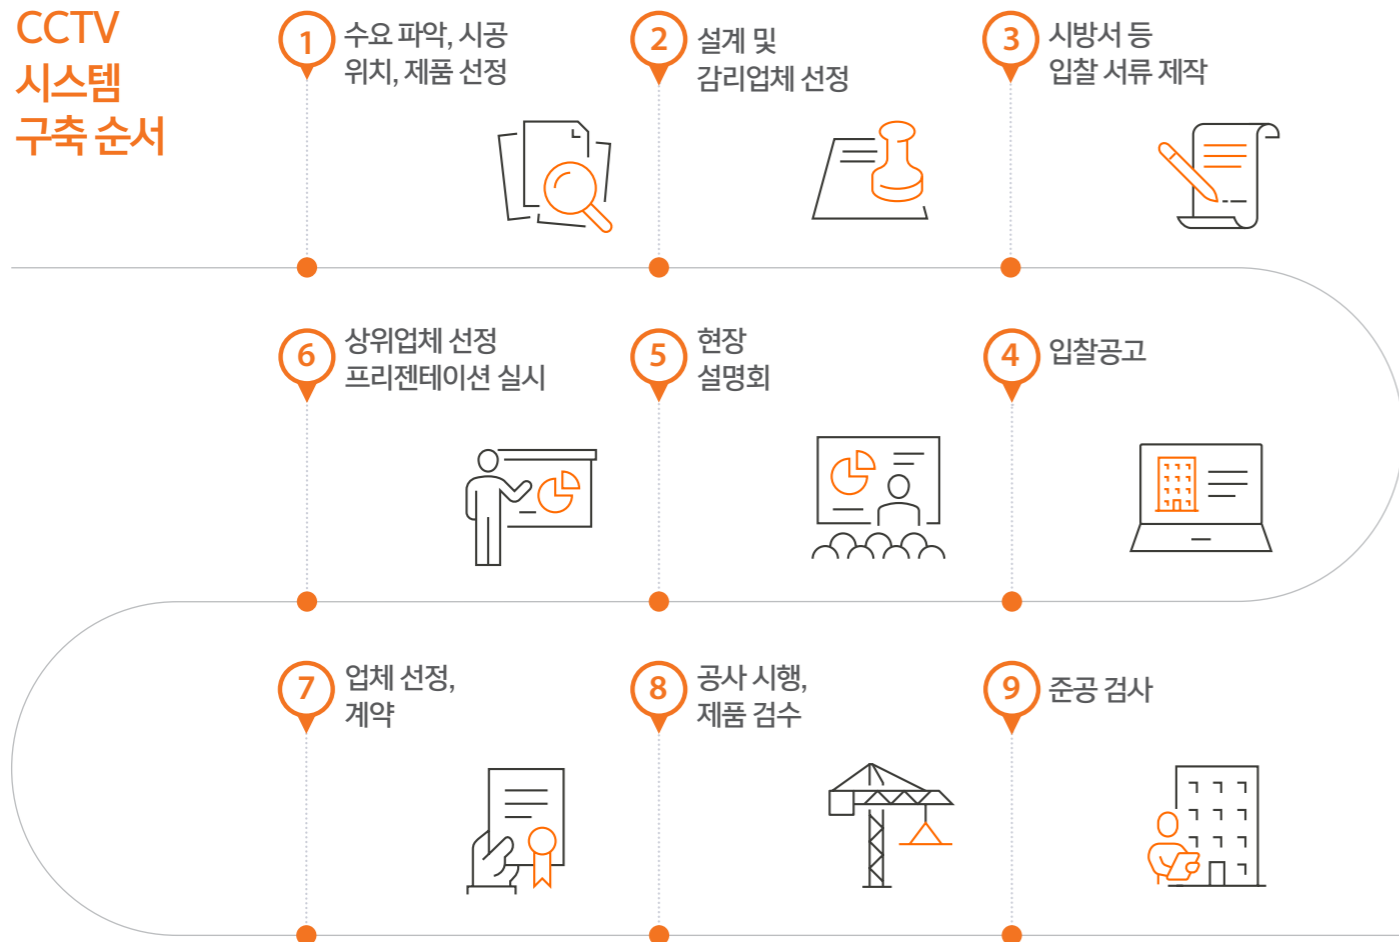 CCTV
시스템
구축 순서
1
수요 파악, 시공
위치, 제품 선정
2
설계 및
감리업체 선정
3
시방서 등
입찰 서류 제작
4
입찰공고
5
현장
설명회
6
상위업체 선정
프리젠테이션 실시
7
업체 선정,
계약
8
공사 시행,
제품 검수
9
준공 검사